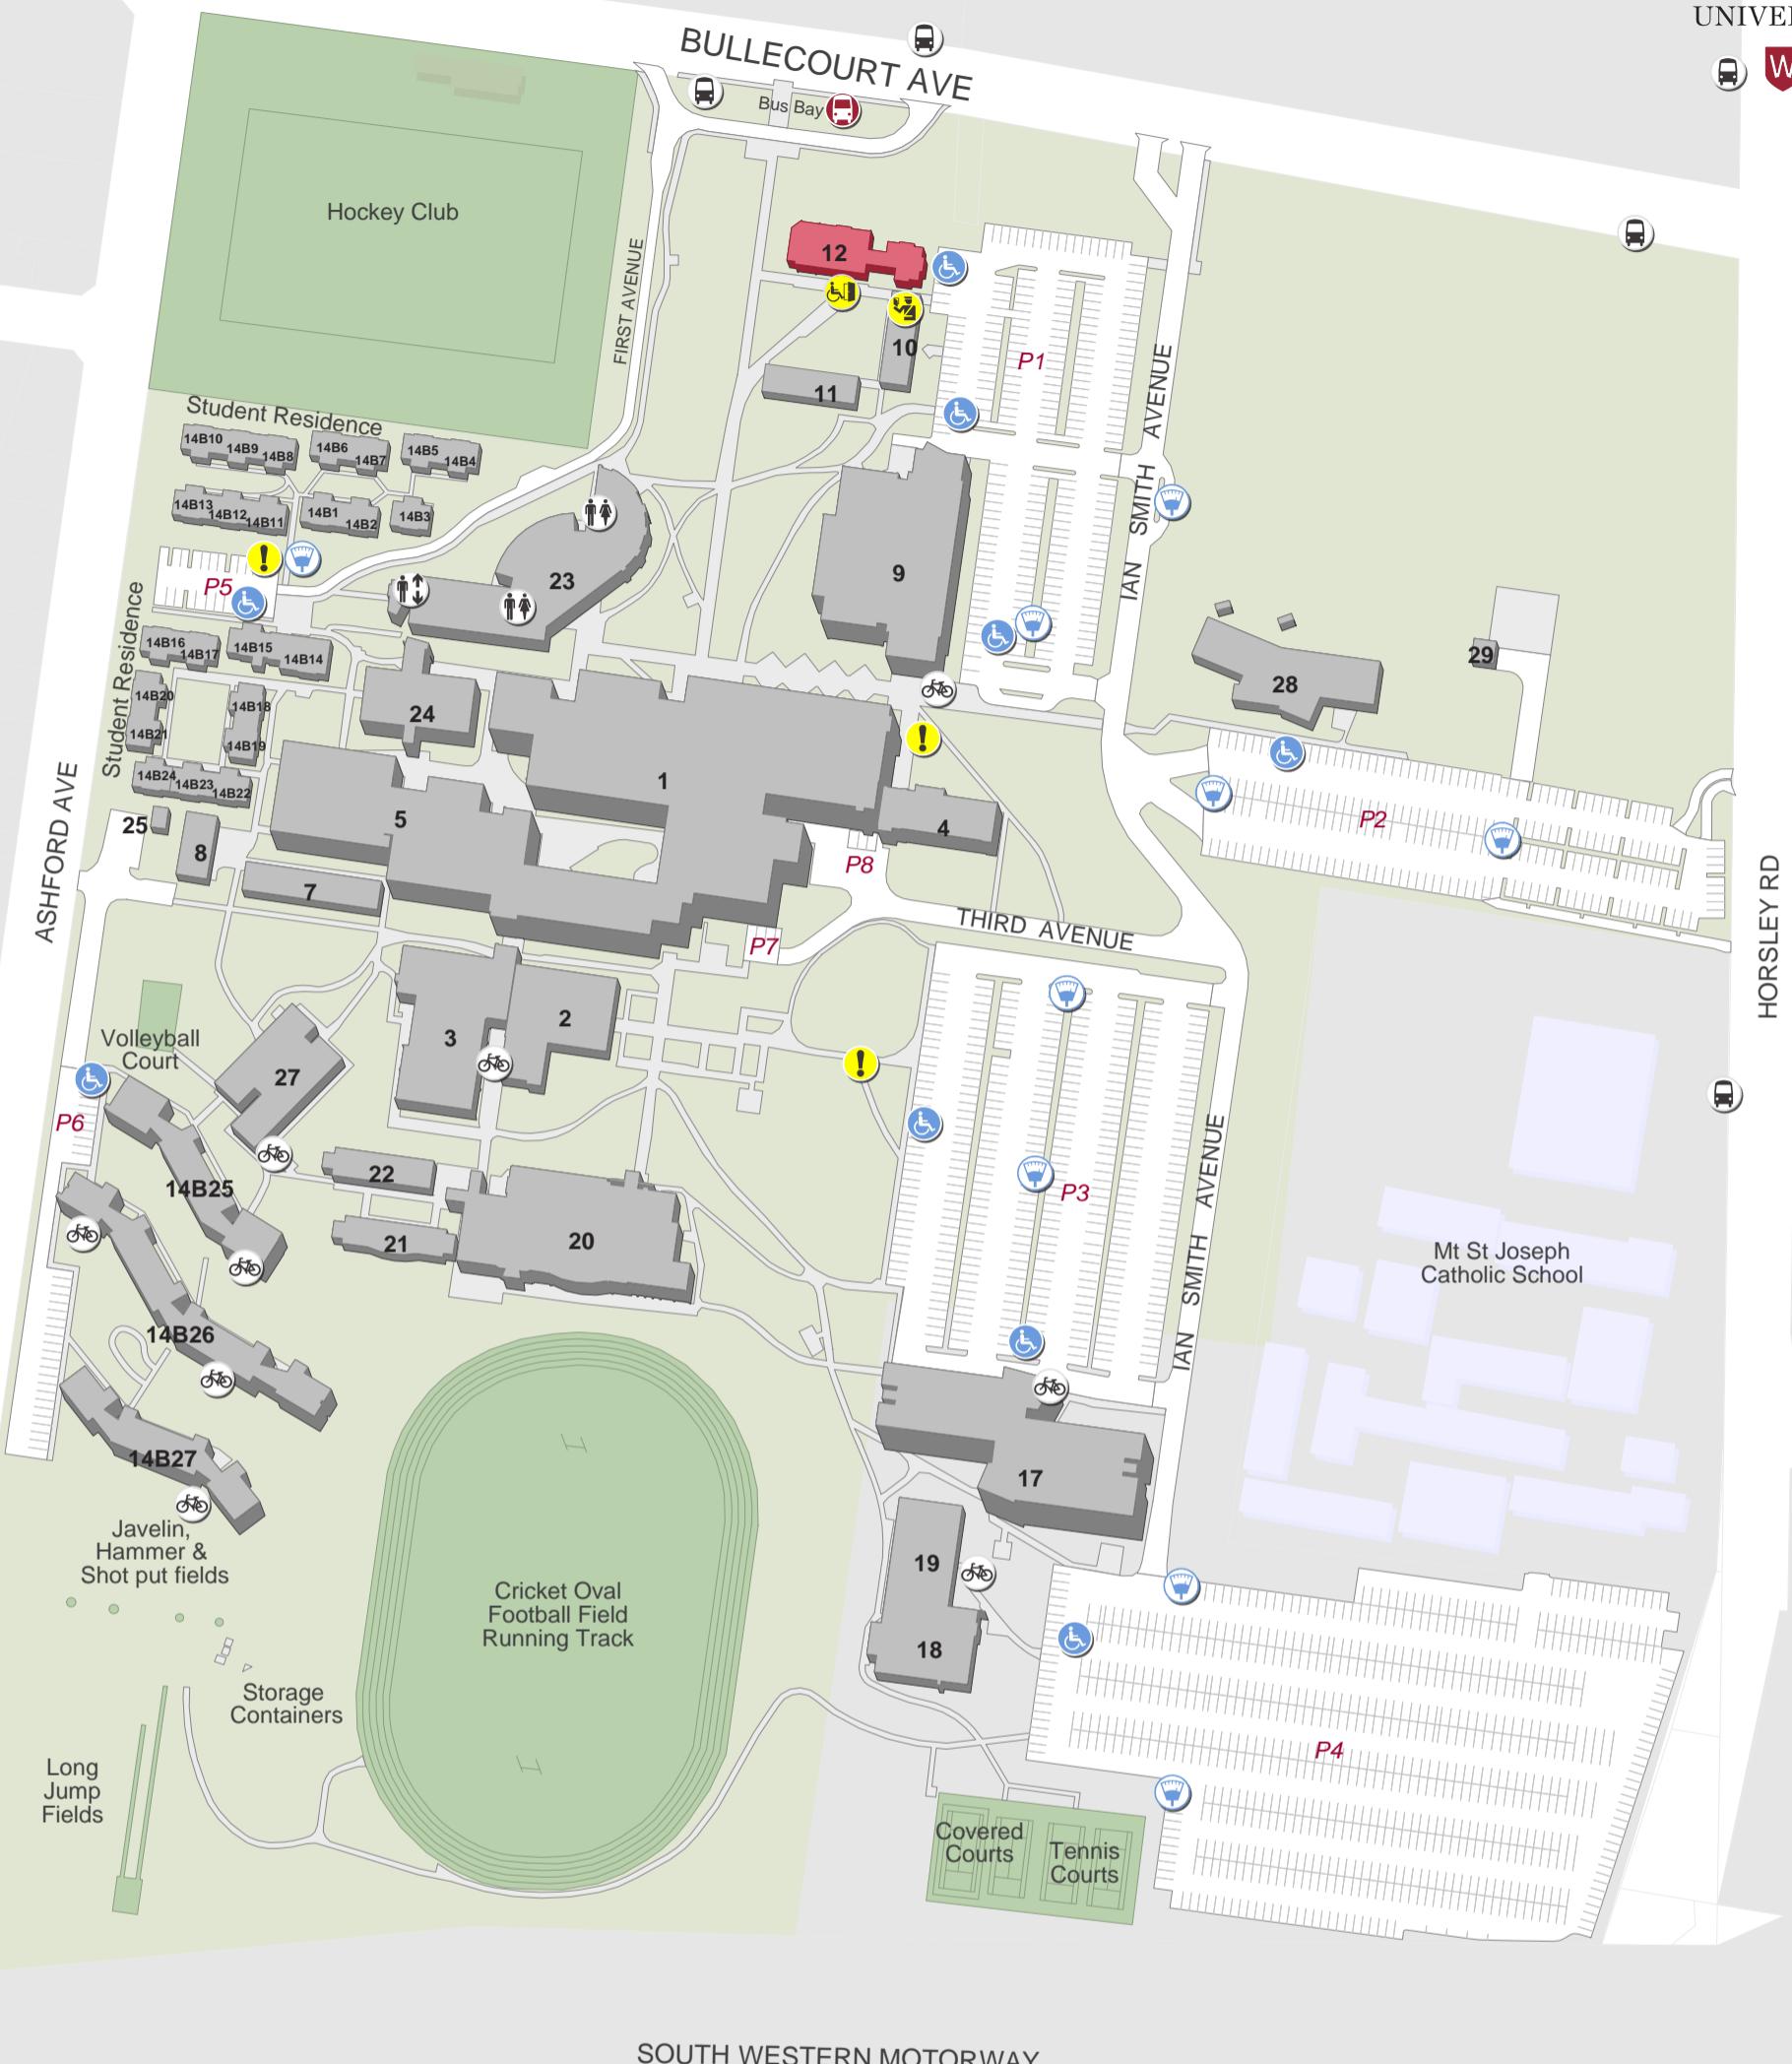 UNIVER
W
BULLECOURT AVE
Bus Bay
Hockey Club
FIRST AVENUE
12
10
11
P1
IAN SMITH AVENUE
Student Residence
14B10
14B9
14B8
14B6
14B7
14B5
14B4
14B13
14B12
14B11
14B1
14B2
14B3
P5
23
9
Student Residence
14B16
14B17
14B15
14B14
14B20
14B21
14B18
14B19
14B24
14B23
14B22
24
28
29
1
5
4
25
8
7
P8
P2
ASHFORD AVE
HORSLEY RD
THIRD AVENUE
P7
3
2
Volleyball
Court
27
P6
22
14B25
21
20
P3
IAN SMITH AVENUE
Mt St Joseph
Catholic School
14B26
14B27
17
Javelin,
Hammer &
Shot put fields
19
18
Cricket Oval
Football Field
Running Track
Storage
Containers
Long
Jump
Fields
P4
Covered
Courts
Tennis
Courts
SOUTH WESTERN MOTORWAY